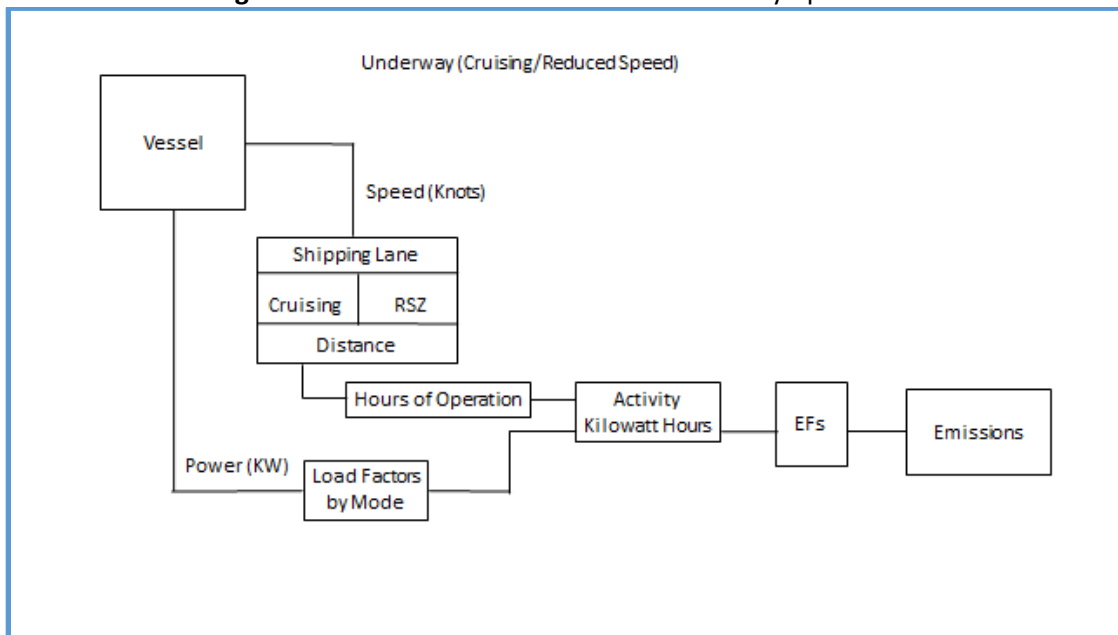 Underway (Cruising/Reduced Speed)
Vessel
Speed (Knots)
Shipping Lane
Cruising
RSZ
Distance
Hours of Operation
Activity
Kilowatt Hours
EFs
Emissions
Power (KW)
Load Factors
by Mode